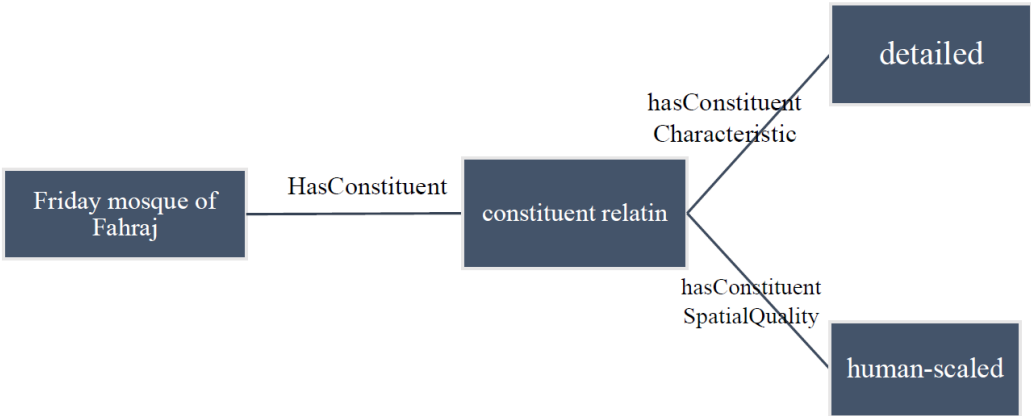 detailed
hasConstituent
Characteristic
HasConstituent
Friday mosque of
Fahraj
constituent relatin
hasConstituent
SpatialQuality
human-scaled